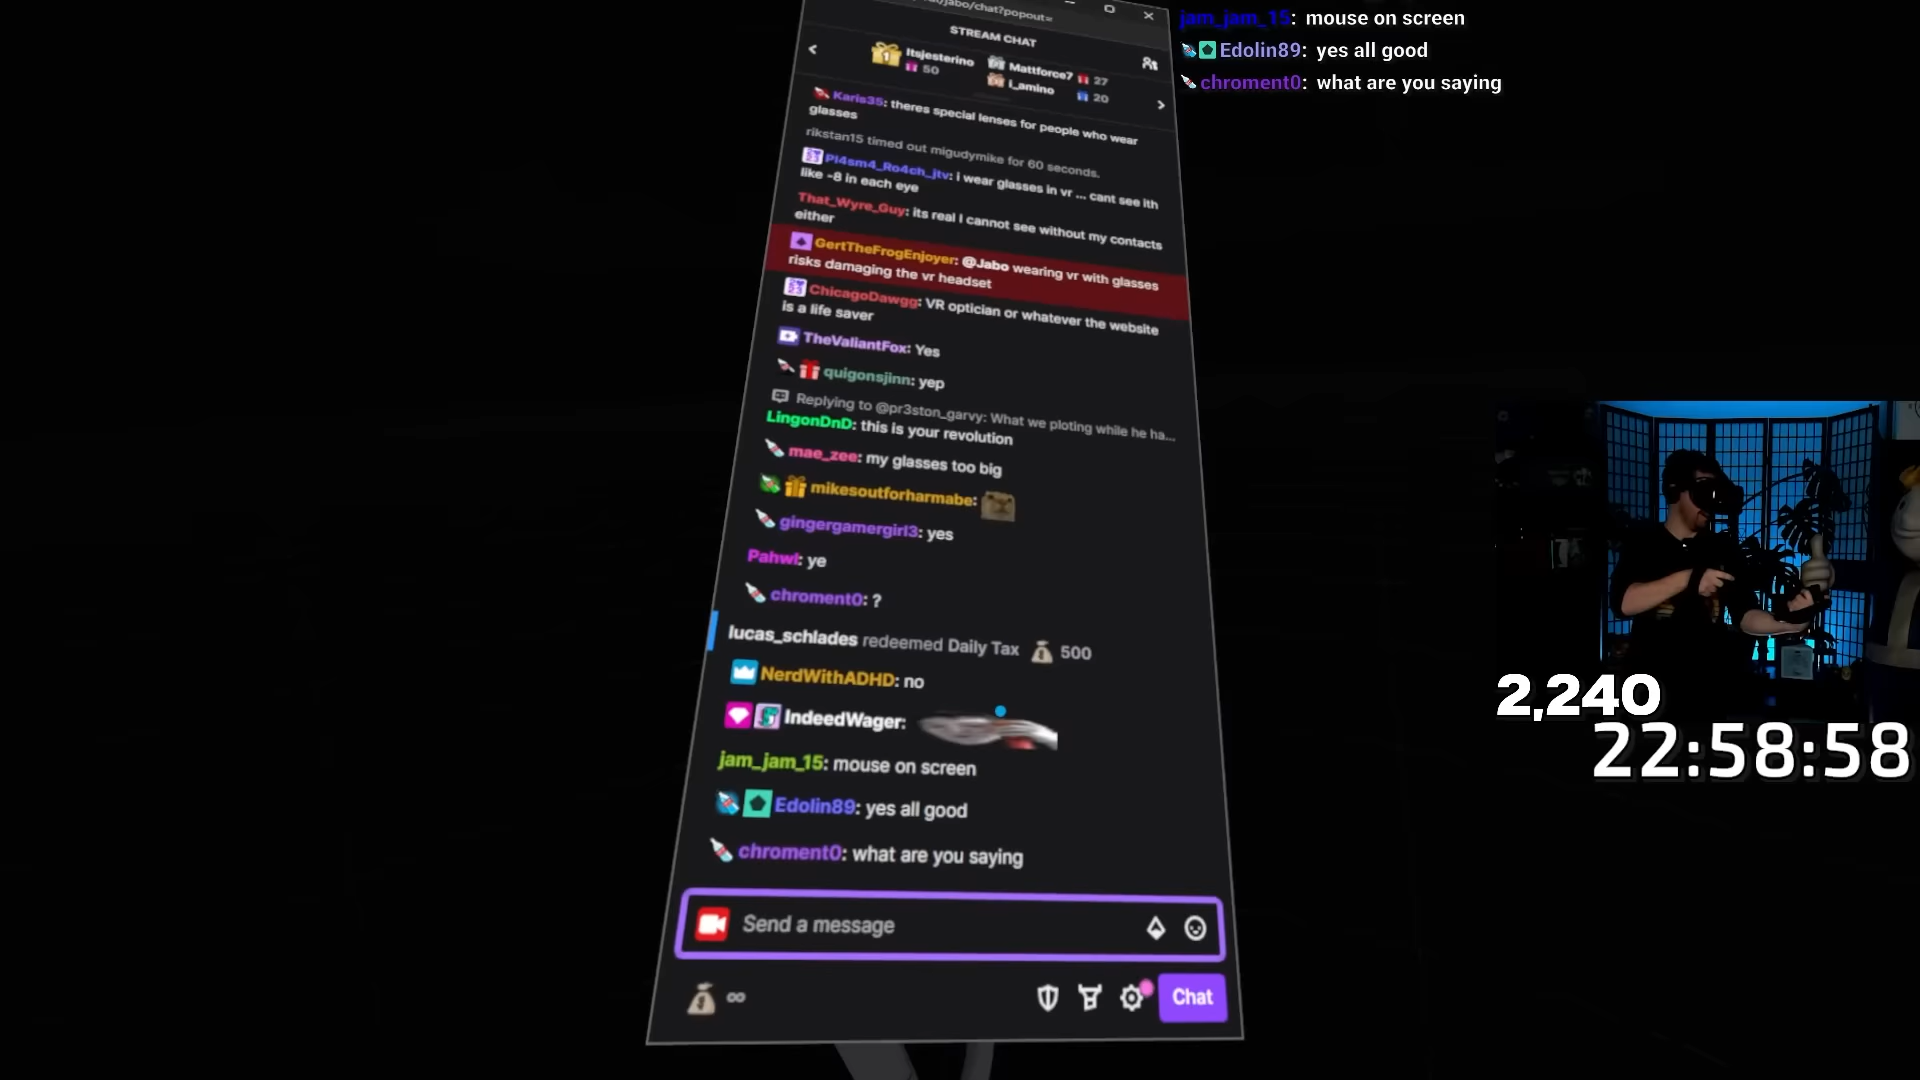 jabo/chat?popout=
STREAM CHAT
Itsjesterino
50
Mattforce7 27
i_amino 20
Karis35: theres special lenses for people who wear
glasses
rikstan15 timed out migudymike for 60 seconds.
Pl4sm4_Ro4ch_jtv: i wear glasses in vr ... cant see ith
like -8 in each eye
That_Wyre_Guy: its real I cannot see without my contacts
either
GertTheFrogEnjoyer: @Jabo wearing vr with glasses
risks damaging the vr headset
ChicagoDawgg: VR optician or whatever the website
is a life saver
TheValiantFox: Yes
quigonsjinn: yep
Replying to @pr3ston_garvy: What we ploting while he ha...
LingonDnD: this is your revolution
mae_zee: my glasses too big
mikesoutforharmabe:
gingergamergirl3: yes
Pahwi: ye
chroment0: ?
lucas_schlades redeemed Daily Tax 500
NerdWithADHD: no
IndeedWager:
jam_jam_15: mouse on screen
Edolin89: yes all good
chroment0: what are you saying
Send a message
∞
Chat
jam_jam_15: mouse on screen
Edolin89: yes all good
chroment0: what are you saying
2,240
22:58:58